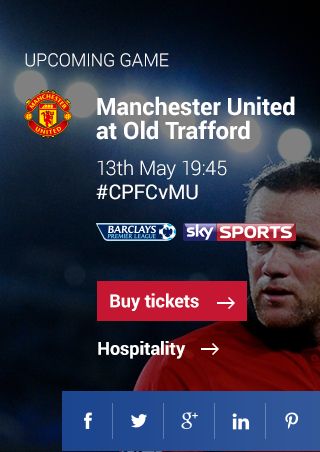 UPCOMING GAME
MANCHESTER
UNITED
Manchester United
at Old Trafford
13th May 19:45
#CPFCvMU
BARCLAYS
PREMIER LEAGUE
sky SPORTS
Buy tickets →
Hospitality →
f
g+
in